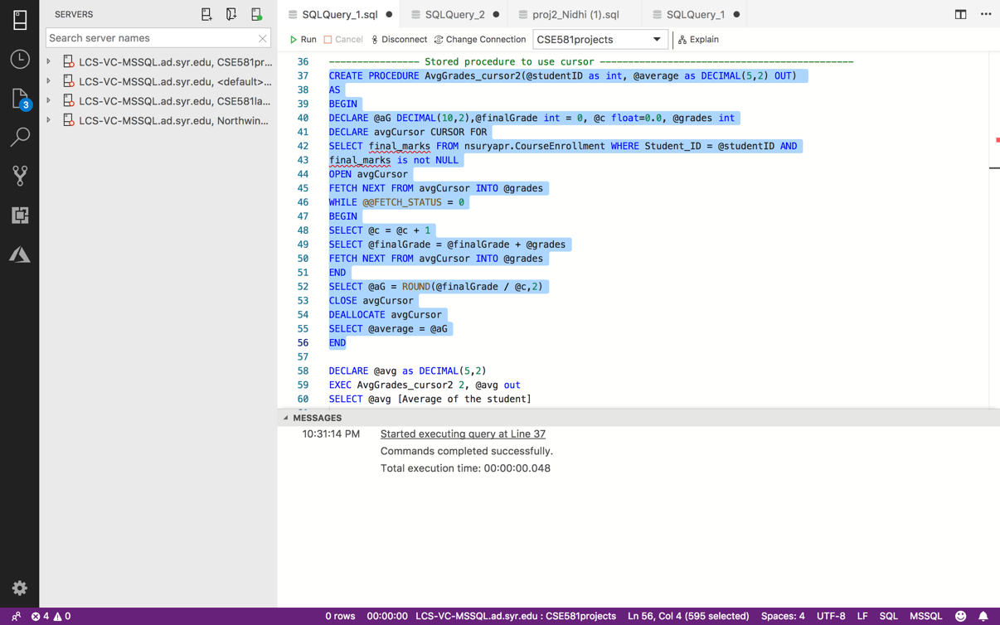 SERVERS
Search server names
LCS-VC-MSSQL.ad.syr.edu, CSE581pr...
LCS-VC-MSSQL.ad.syr.edu, <default>...
LCS-VC-MSSQL.ad.syr.edu, CSE581la...
LCS-VC-MSSQL.ad.syr.edu, Northwin...
3
SQLQuery_1.sql ● SQLQuery_2 ● proj2_Nidhi (1).sql SQLQuery_1 ●
Run Cancel Disconnect Change Connection CSE581projects Explain
36 ---------------- Stored procedure to use cursor ---------------------------------------------
37 CREATE PROCEDURE AvgGrades_cursor2(@studentID as int, @average as DECIMAL(5,2) OUT)
38 AS
39 BEGIN
40 DECLARE @aG DECIMAL(10,2),@finalGrade int = 0, @c float=0.0, @grades int
41 DECLARE avgCursor CURSOR FOR
42 SELECT final_marks FROM nsuryapr.CourseEnrollment WHERE Student_ID = @studentID AND
43 final_marks is not NULL
44 OPEN avgCursor
45 FETCH NEXT FROM avgCursor INTO @grades
46 WHILE @@FETCH_STATUS = 0
47 BEGIN
48 SELECT @c = @c + 1
49 SELECT @finalGrade = @finalGrade + @grades
50 FETCH NEXT FROM avgCursor INTO @grades
51 END
52 SELECT @aG = ROUND(@finalGrade / @c,2)
53 CLOSE avgCursor
54 DEALLOCATE avgCursor
55 SELECT @average = @aG
56 END
57
58 DECLARE @avg as DECIMAL(5,2)
59 EXEC AvgGrades_cursor2 2, @avg out
60 SELECT @avg [Average of the student]
MESSAGES
10:31:14 PM Started executing query at Line 37
Commands completed successfully.
Total execution time: 00:00:00.048
4 0 0 rows 00:00:00 LCS-VC-MSSQL.ad.syr.edu : CSE581projects Ln 56, Col 4 (595 selected) Spaces: 4 UTF-8 LF SQL MSSQL